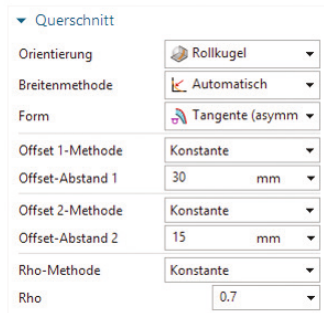 Querschnitt
Orientierung Rollkugel
Breitenmethode Automatisch
Form Tangente (asymm
Offset 1-Methode Konstante
Offset-Abstand 1 30 mm
Offset 2-Methode Konstante
Offset-Abstand 2 15 mm
Rho-Methode Konstante
Rho 0.7